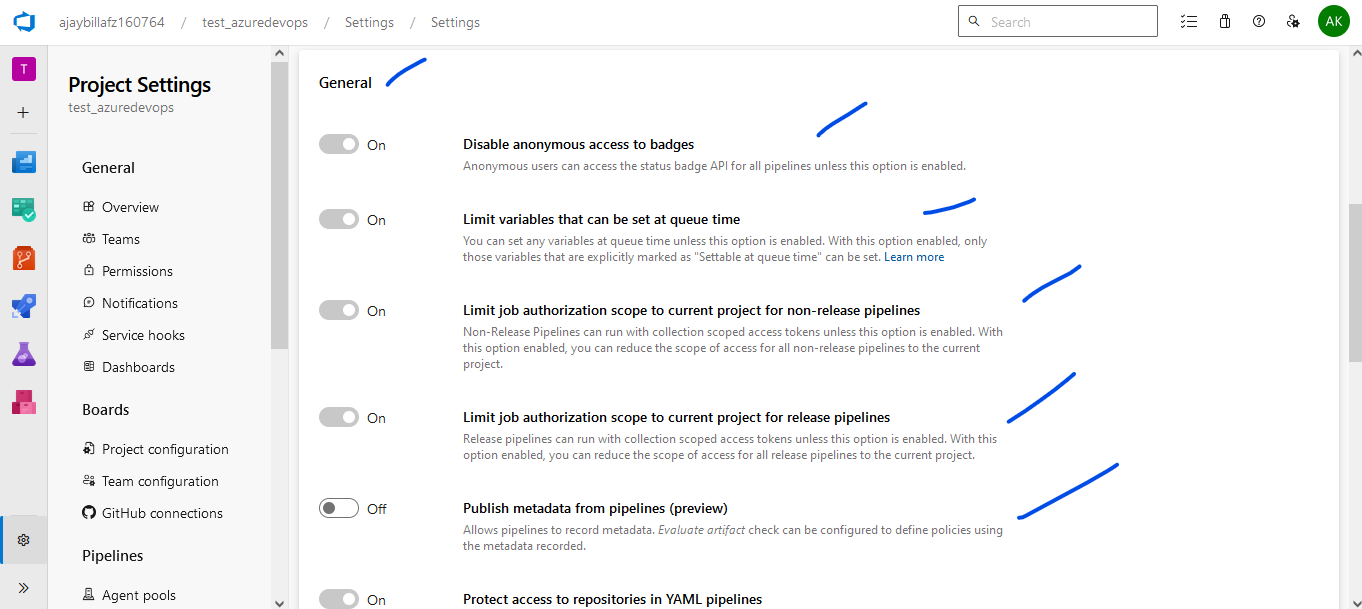 ajaybillafz160764 / test_azuredevops / Settings / Settings
Search
AK
T
Project Settings
test_azuredevops
General
Overview
Teams
Permissions
Notifications
Service hooks
Dashboards
Boards
Project configuration
Team configuration
GitHub connections
Pipelines
Agent pools
General
On
Disable anonymous access to badges
Anonymous users can access the status badge API for all pipelines unless this option is enabled.
On
Limit variables that can be set at queue time
You can set any variables at queue time unless this option is enabled. With this option enabled, only
those variables that are explicitly marked as "Settable at queue time" can be set. Learn more
On
Limit job authorization scope to current project for non-release pipelines
Non-Release Pipelines can run with collection scoped access tokens unless this option is enabled. With
this option enabled, you can reduce the scope of access for all non-release pipelines to the current
project.
On
Limit job authorization scope to current project for release pipelines
Release pipelines can run with collection scoped access tokens unless this option is enabled. With this
option enabled, you can reduce the scope of access for all release pipelines to the current project.
Off
Publish metadata from pipelines (preview)
Allows pipelines to record metadata. Evaluate artifact check can be configured to define policies using
the metadata recorded.
On
Protect access to repositories in YAML pipelines